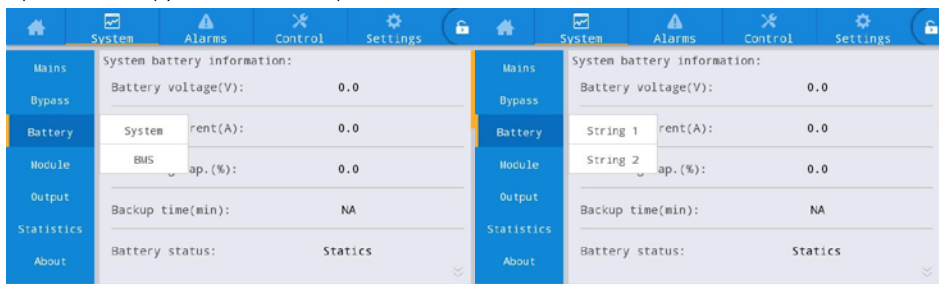 System Alarms Control Settings
Mains
Bypass
Battery
Module
Output
Statistics
About
System battery information:
Battery voltage(V): 0.0
rent(A): 0.0
ap.(%): 0.0
Backup time(min): NA
Battery status: Statics
System
BMS
System Alarms Control Settings
Mains
Bypass
Battery
Module
Output
Statistics
About
System battery information:
Battery voltage(V): 0.0
rent(A): 0.0
ap.(%): 0.0
Backup time(min): NA
Battery status: Statics
String 1
String 2